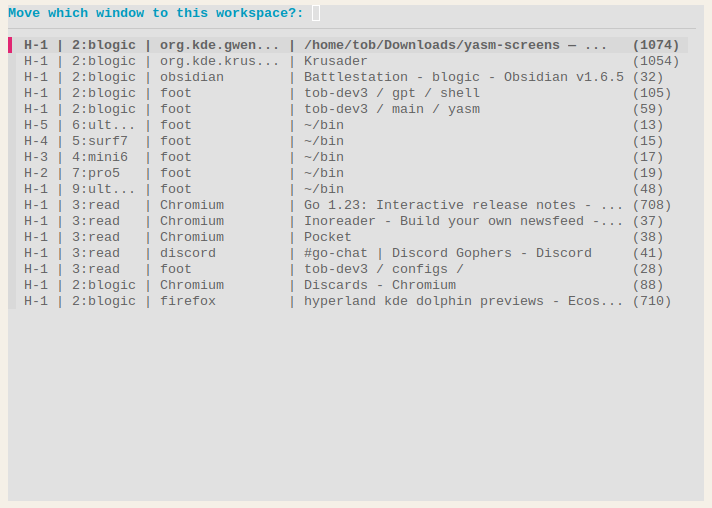 Move which window to this workspace?:
H-1 | 2:blogic | org.kde.gwen... | /home/tob/Downloads/yasm-screens — ... (1074)
H-1 | 2:blogic | org.kde.krus... | Krusader (1054)
H-1 | 2:blogic | obsidian | Battlestation - blogic - Obsidian v1.6.5 (32)
H-1 | 2:blogic | foot | tob-dev3 / gpt / shell (105)
H-1 | 2:blogic | foot | tob-dev3 / main / yasm (59)
H-5 | 6:ult... | foot | ~/bin (13)
H-4 | 5:surf7 | foot | ~/bin (15)
H-3 | 4:mini6 | foot | ~/bin (17)
H-2 | 7:pro5 | foot | ~/bin (19)
H-1 | 9:ult... | foot | ~/bin (48)
H-1 | 3:read | Chromium | Go 1.23: Interactive release notes - ... (708)
H-1 | 3:read | Chromium | Inoreader - Build your own newsfeed -... (37)
H-1 | 3:read | Chromium | Pocket (38)
H-1 | 3:read | discord | #go-chat | Discord Gophers - Discord (41)
H-1 | 3:read | foot | tob-dev3 / configs / (28)
H-1 | 2:blogic | Chromium | Discards - Chromium (88)
H-1 | 2:blogic | firefox | hyperland kde dolphin previews - Ecos... (710)